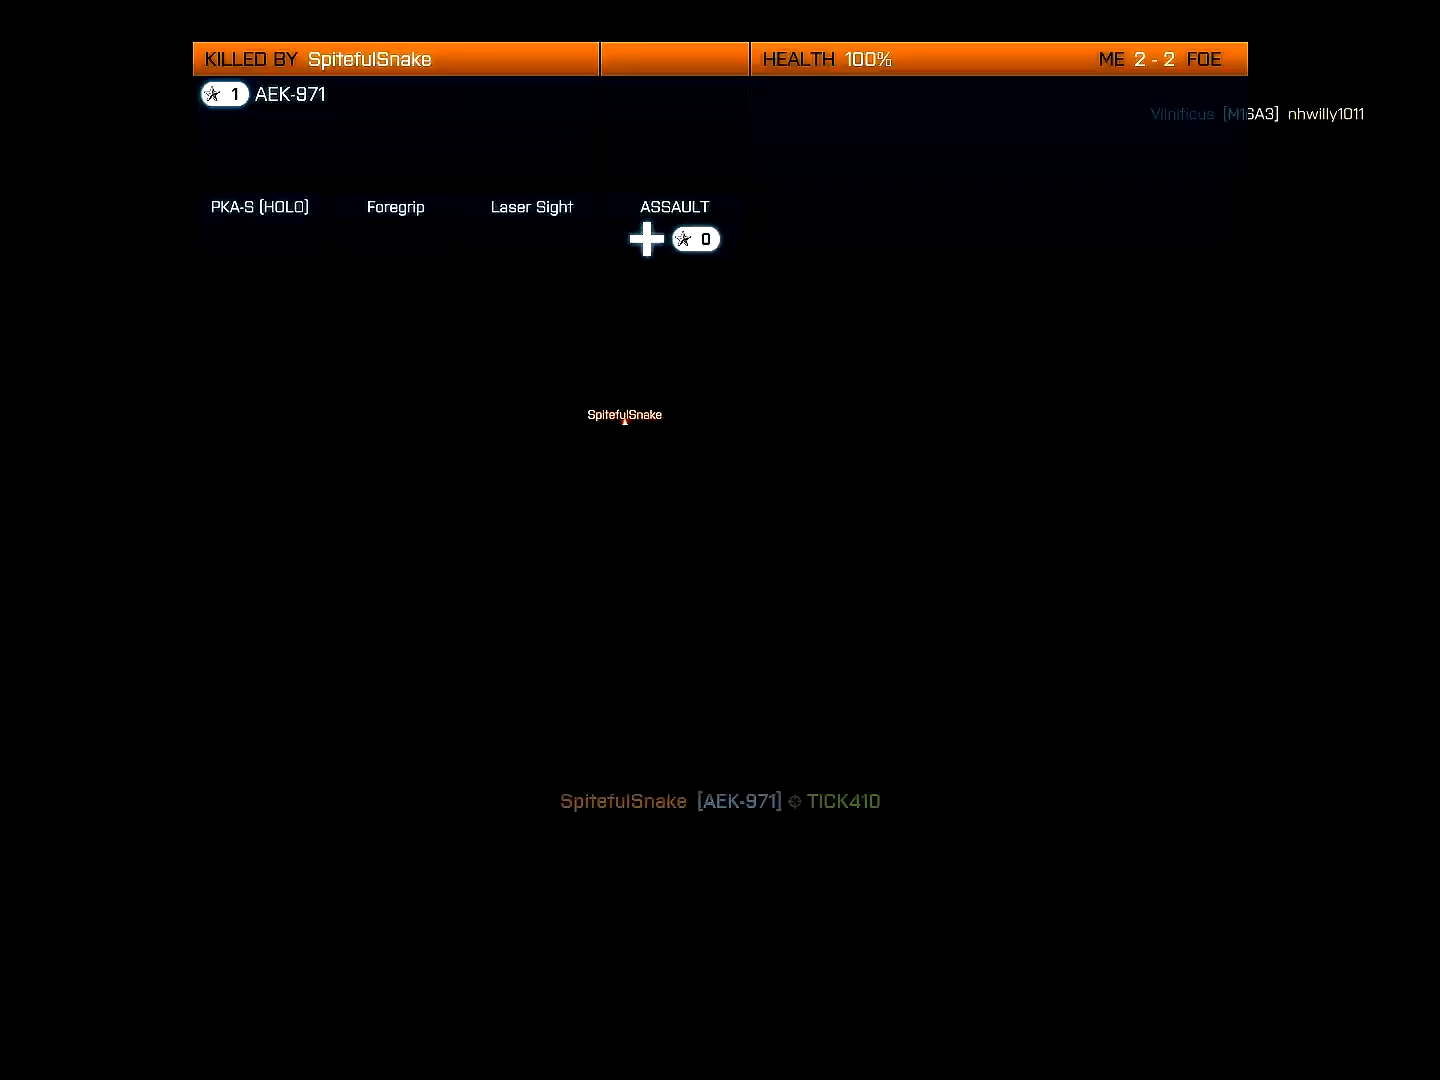 KILLED BY SpitefulSnake HEALTH 100% ME 2 - 2 FOE
1 AEK-971
Vilnificus [M16A3] nhwilly1011
PKA-S [HOLO] Foregrip Laser Sight ASSAULT
0
SpitefulSnake
SpitefulSnake [AEK-971] TICK410